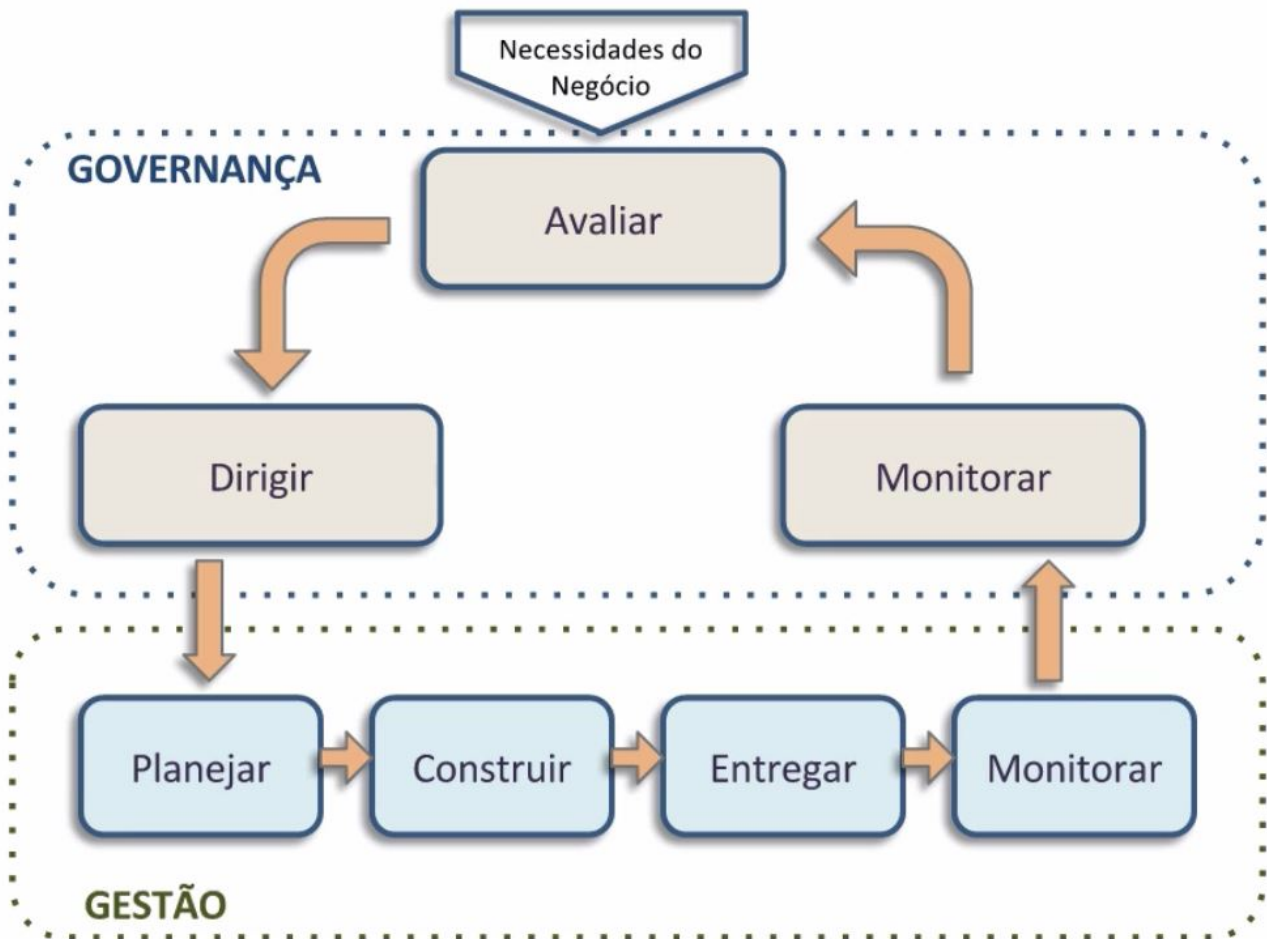 Necessidades do
Negócio
GOVERNANÇA
Avaliar
Dirigir
Monitorar
Planejar
Construir
Entregar
Monitorar
GESTÃO